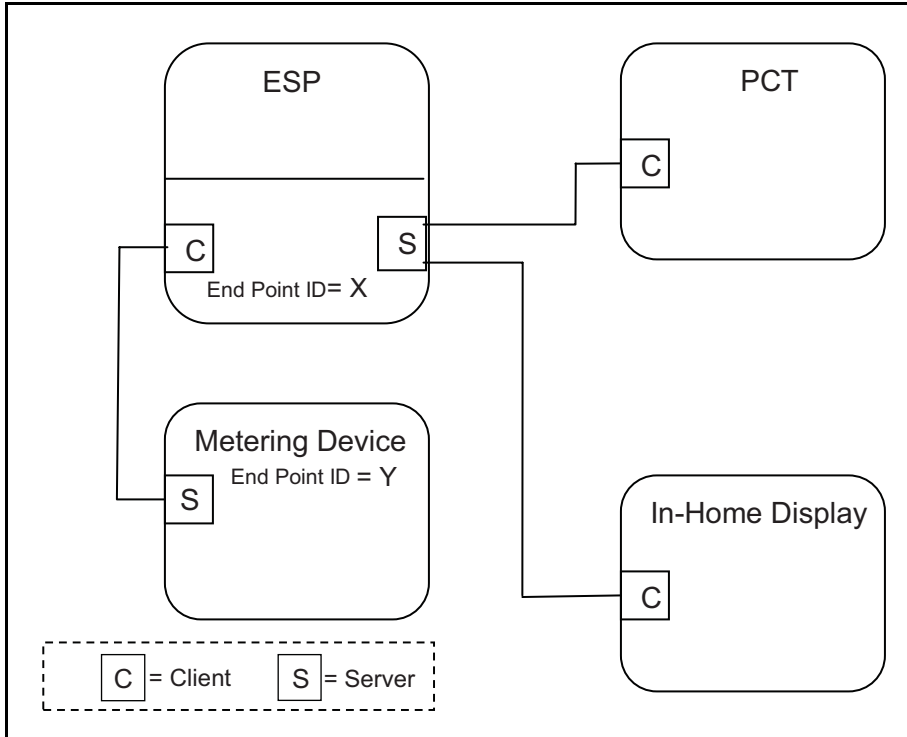 ESP
C
S
End Point ID= X
PCT
C
Metering Device
End Point ID = Y
S
In-Home Display
C
C = Client S = Server